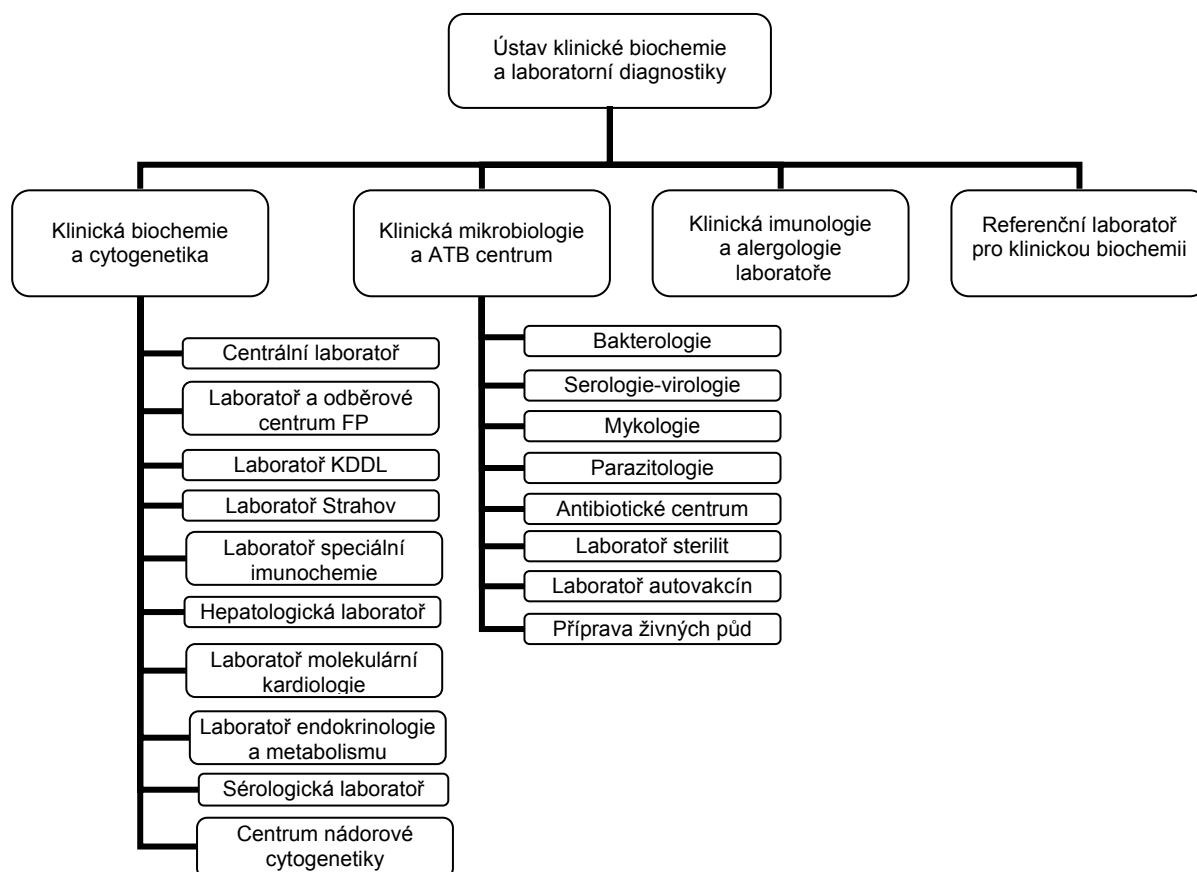 Ústav klinické biochemie
a laboratorní diagnostiky
Klinická biochemie
a cytogenetika
Klinická mikrobiologie
a ATB centrum
Klinická imunologie
a alergologie
laboratoře
Referenční laboratoř
pro klinickou biochemii
Centrální laboratoř
Laboratoř a odběrové
centrum FP
Laboratoř KDDL
Laboratoř Strahov
Laboratoř speciální
imunochemie
Hepatologická laboratoř
Laboratoř molekulární
kardiologie
Laboratoř endokrinologie
a metabolismu
Sérologická laboratoř
Centrum nádorové
cytogenetiky
Bakterologie
Serologie-virologie
Mykologie
Parazitologie
Antibiotické centrum
Laboratoř sterilit
Laboratoř autovakcín
Příprava živných půd